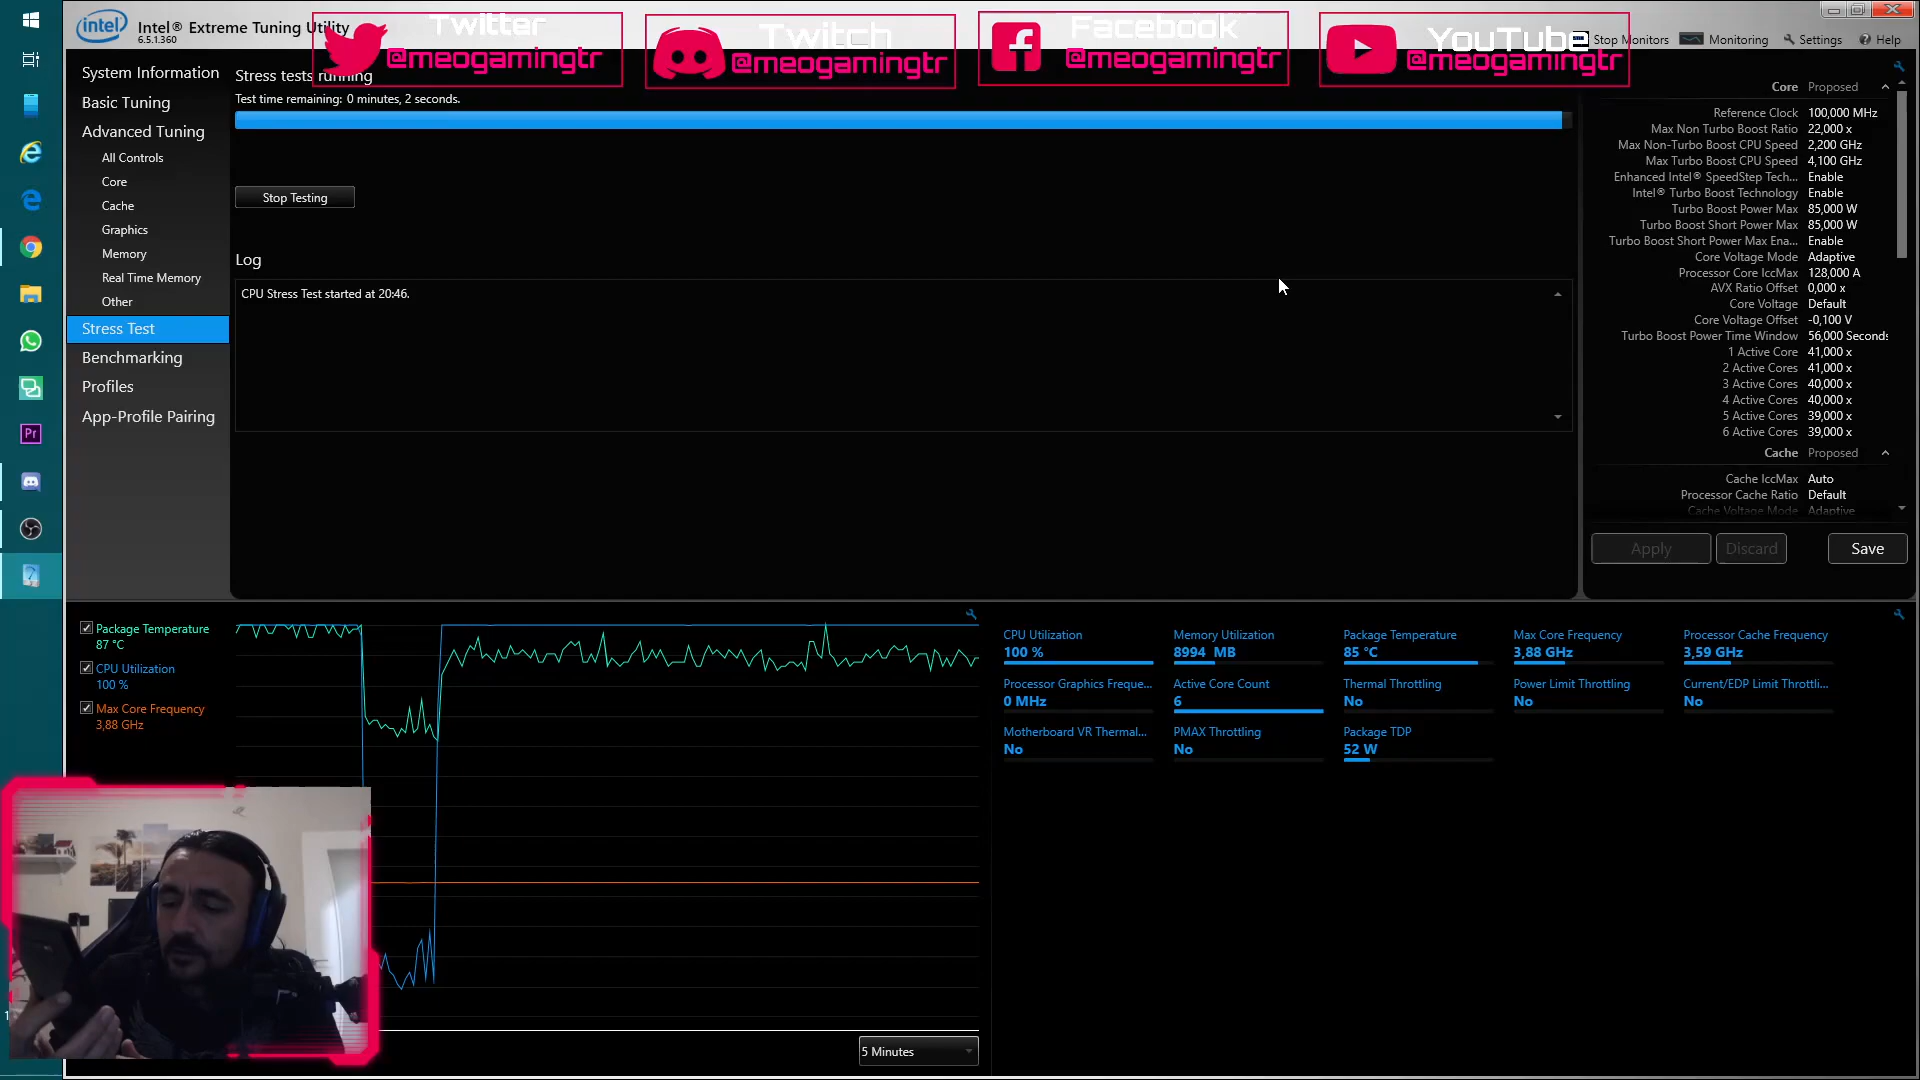 intel
Intel® Extreme Tuning Utility
6.5.1.360
Twitter
@meogamingtr
Twitch
@meogamingtr
Facebook
@meogamingtr
YouTube
@meogamingtr
Stop Monitors
Monitoring
Settings
Help
System Information
Basic Tuning
Advanced Tuning
All Controls
Core
Cache
Graphics
Memory
Real Time Memory
Other
Stress Test
Benchmarking
Profiles
App-Profile Pairing
Stress tests running
Test time remaining: 0 minutes, 2 seconds.
Stop Testing
Log
CPU Stress Test started at 20:46.
Core Proposed
Reference Clock 100,000 MHz
Max Non Turbo Boost Ratio 22,000 x
Max Non-Turbo Boost CPU Speed 2,200 GHz
Max Turbo Boost CPU Speed 4,100 GHz
Enhanced Intel® SpeedStep Tech... Enable
Intel® Turbo Boost Technology Enable
Turbo Boost Power Max 85,000 W
Turbo Boost Short Power Max 85,000 W
Turbo Boost Short Power Max Ena... Enable
Core Voltage Mode Adaptive
Processor Core IccMax 128,000 A
AVX Ratio Offset 0,000 x
Core Voltage Default
Core Voltage Offset -0,100 V
Turbo Boost Power Time Window 56,000 Seconds
1 Active Core 41,000 x
2 Active Cores 41,000 x
3 Active Cores 40,000 x
4 Active Cores 40,000 x
5 Active Cores 39,000 x
6 Active Cores 39,000 x
Cache Proposed
Cache IccMax Auto
Processor Cache Ratio Default
Cache Voltage Mode Adaptive
Apply
Discard
Save
Pr
Package Temperature
87 °C
CPU Utilization
100 %
Max Core Frequency
3,88 GHz
5 Minutes
CPU Utilization
100 %
Memory Utilization
8994 MB
Package Temperature
85 °C
Max Core Frequency
3,88 GHz
Processor Cache Frequency
3,59 GHz
Processor Graphics Freque...
0 MHz
Active Core Count
6
Thermal Throttling
No
Power Limit Throttling
No
Current/EDP Limit Throttli...
No
Motherboard VR Thermal...
No
PMAX Throttling
No
Package TDP
52 W